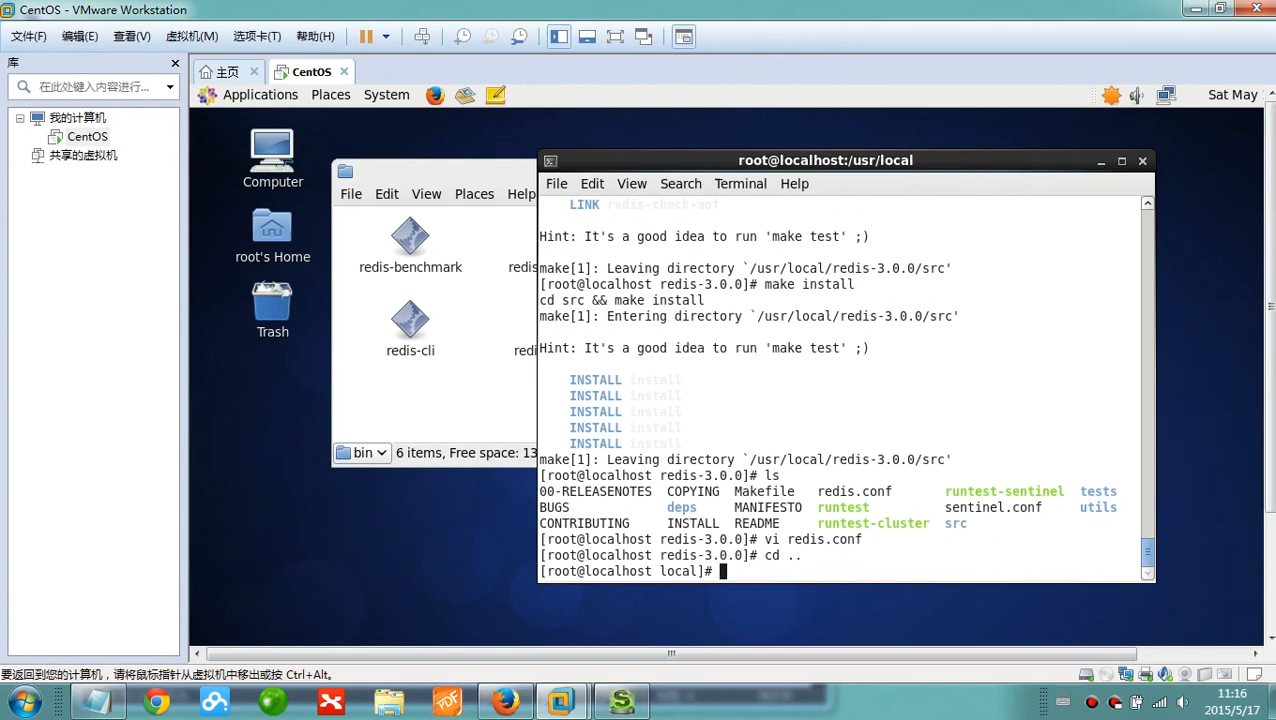 CentOS - VMware Workstation
文件(F) 编辑(E) 查看(V) 虚拟机(M) 选项卡(T) 帮助(H)
库
在此处键入内容进行...
我的计算机
CentOS
共享的虚拟机
主页 CentOS
Applications Places System Sat May
Computer
root's Home
Trash
File Edit View Places Help
redis-benchmark
redis-cli
bin 6 items, Free space: 13
root@localhost:/usr/local
File Edit View Search Terminal Help
LINK redis-check-aof
Hint: It's a good idea to run 'make test' ;)
make[1]: Leaving directory `/usr/local/redis-3.0.0/src'
[root@localhost redis-3.0.0]# make install
cd src && make install
make[1]: Entering directory `/usr/local/redis-3.0.0/src'
Hint: It's a good idea to run 'make test' ;)
INSTALL install
INSTALL install
INSTALL install
INSTALL install
INSTALL install
make[1]: Leaving directory `/usr/local/redis-3.0.0/src'
[root@localhost redis-3.0.0]# ls
00-RELEASENOTES COPYING Makefile redis.conf runtest-sentinel tests
BUGS deps MANIFESTO runtest sentinel.conf utils
CONTRIBUTING INSTALL README runtest-cluster src
[root@localhost redis-3.0.0]# vi redis.conf
[root@localhost redis-3.0.0]# cd ..
[root@localhost local]#
要返回到您的计算机，请将鼠标指针从虚拟机中移出或按 Ctrl+Alt。
PDF
11:16
2015/5/17